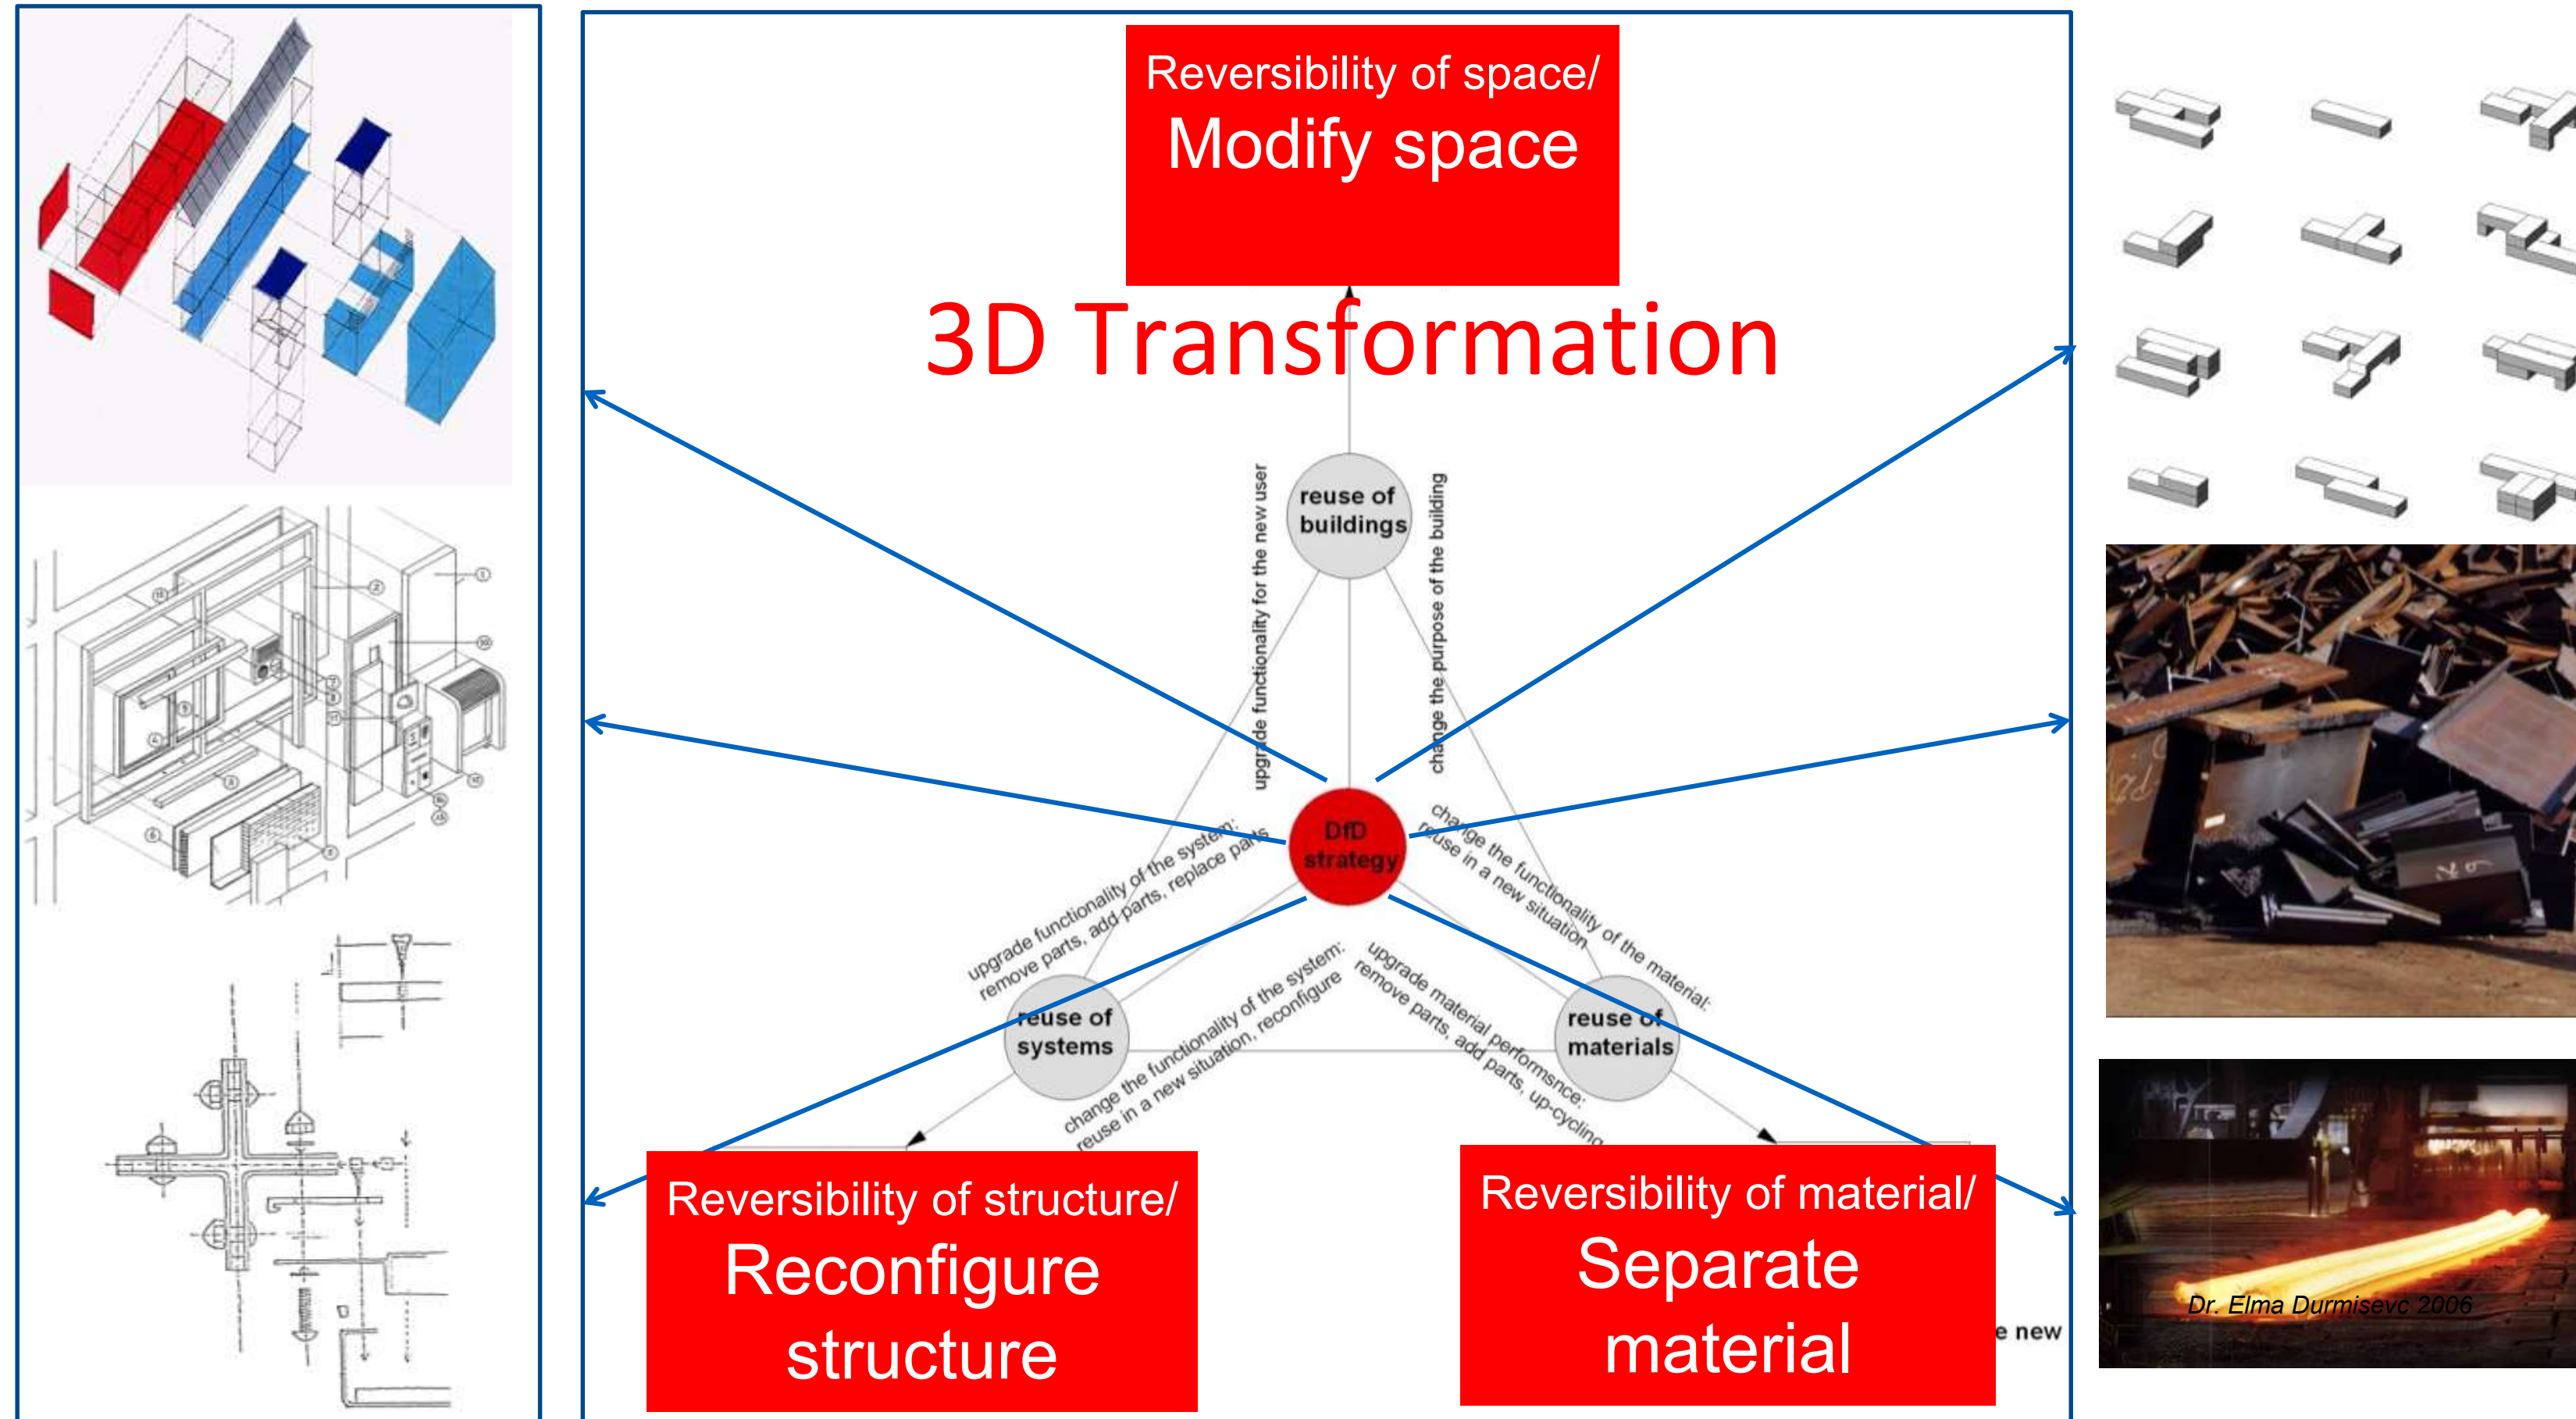 Reversibility of space/
Modify space
3D Transformation
reuse of
buildings
upgrade functionality for the new user
change the purpose of the building
DfD
strategy
upgrade functionality of the system:
remove parts, add parts, replace parts
change the functionality of the material:
reuse in a new situation
reuse of
systems
change the functionality of the system:
reuse in a new situation, reconfigure
upgrade material performsnce:
remove parts, add parts, up-cycling
reuse of
materials
Reversibility of structure/
Reconfigure
structure
Reversibility of material/
Separate
material
e new
Dr. Elma Durmisevc 2006